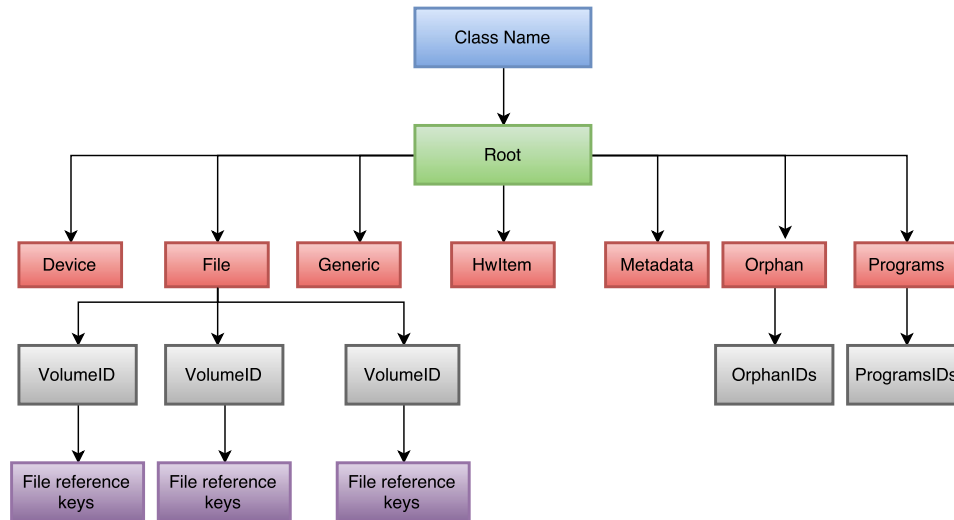 Class Name
Root
Device
File
Generic
HwItem
Metadata
Orphan
Programs
VolumeID
VolumeID
VolumeID
OrphanIDs
ProgramsIDs
File reference
keys
File reference
keys
File reference
keys